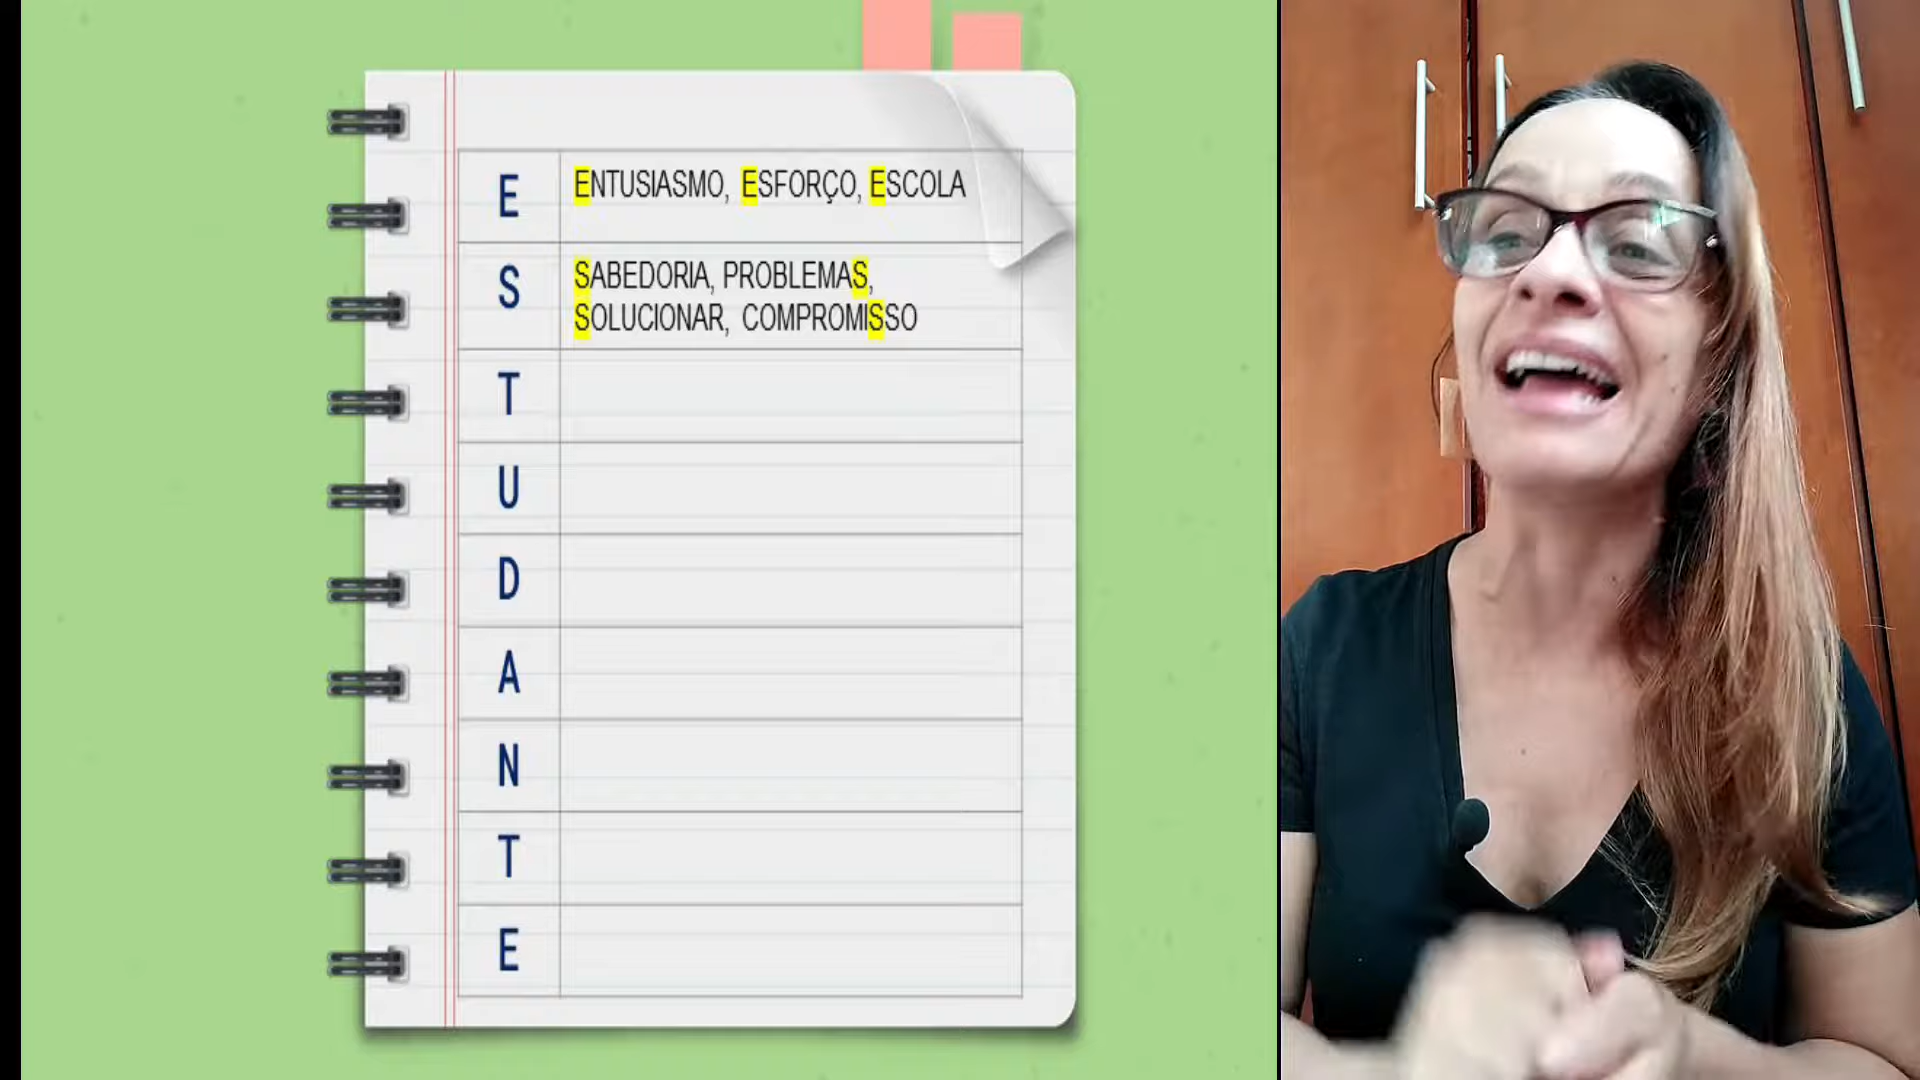 E ENTUSIASMO, ESFORÇO, ESCOLA
S SABEDORIA, PROBLEMAS,
SOLUCIONAR, COMPROMISSO
T
U
D
A
N
T
E